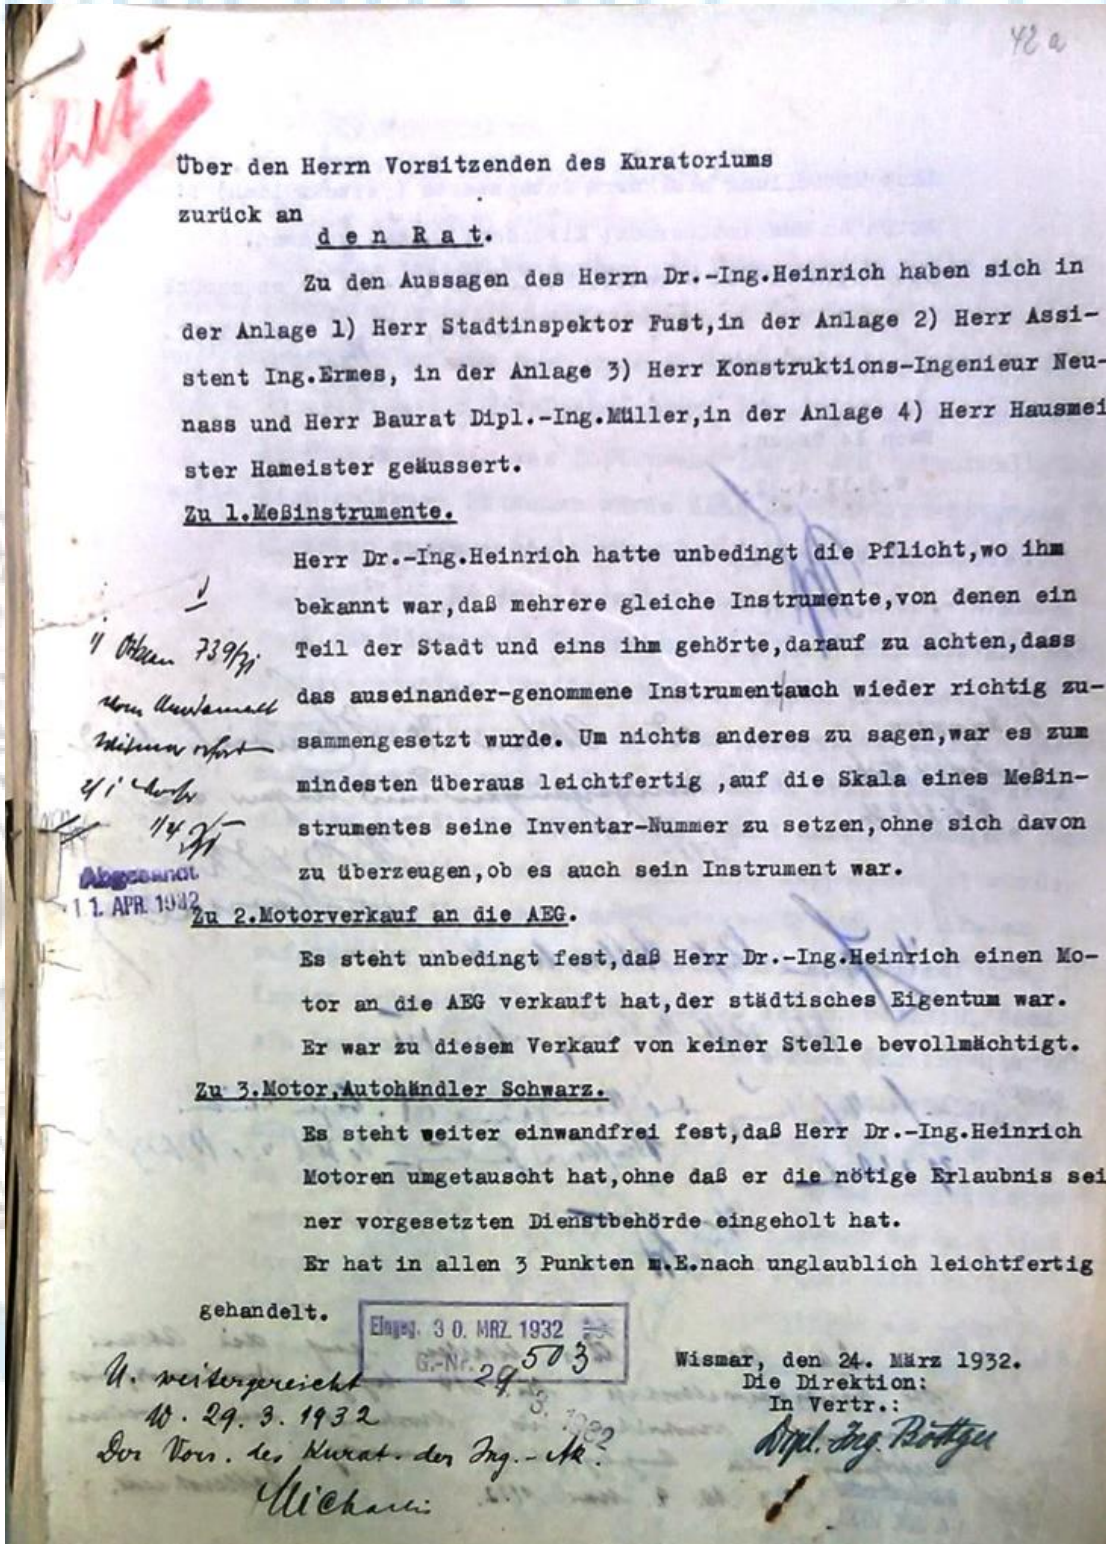 42 a
Über den Herrn Vorsitzenden des Kuratoriums
zurück an
d e n  R a t.
Zu den Aussagen des Herrn Dr.-Ing.Heinrich haben sich in
der Anlage 1) Herr Stadtinspektor Fust,in der Anlage 2) Herr Assi-
stent Ing.Ermes, in der Anlage 3) Herr Konstruktions-Ingenieur Neu-
nass und Herr Baurat Dipl.-Ing.Müller,in der Anlage 4) Herr Hausmei
ster Hameister geäussert.
Zu 1.Meßinstrumente.
Herr Dr.-Ing.Heinrich hatte unbedingt die Pflicht,wo ihm
bekannt war,daß mehrere gleiche Instrumente,von denen ein
Teil der Stadt und eins ihm gehörte,darauf zu achten,dass
das auseinander-genommene Instrument auch wieder richtig zu-
sammengesetzt wurde. Um nichts anderes zu sagen,war es zum
mindesten überaus leichtfertig ,auf die Skala eines Meßin-
strumentes seine Inventar-Nummer zu setzen,ohne sich davon
zu überzeugen,ob es auch sein Instrument war.
Abgesandt
11. APR. 1932
Zu 2.Motorverkauf an die AEG.
Es steht unbedingt fest,daß Herr Dr.-Ing.Heinrich einen Mo-
tor an die AEG verkauft hat,der städtisches Eigentum war.
Er war zu diesem Verkauf von keiner Stelle bevollmächtigt.
Zu 3.Motor,Autohändler Schwarz.
Es steht weiter einwandfrei fest,daß Herr Dr.-Ing.Heinrich
Motoren umgetauscht hat,ohne daß er die nötige Erlaubnis sei
ner vorgesetzten Dienstbehörde eingeholt hat.
Er hat in allen 3 Punkten m.E.nach unglaublich leichtfertig
gehandelt.
Eingeg. 30. MRZ. 1932
G.-Nr. 503
29. 3. 1932
Wismar, den 24. März 1932.
Die Direktion:
In Vertr.:
Dipl. Ing. Böttger
U. weitergereicht
W. 29. 3. 1932
Der Vors. des Kurat. der Ing.-Ak.
Michaelis